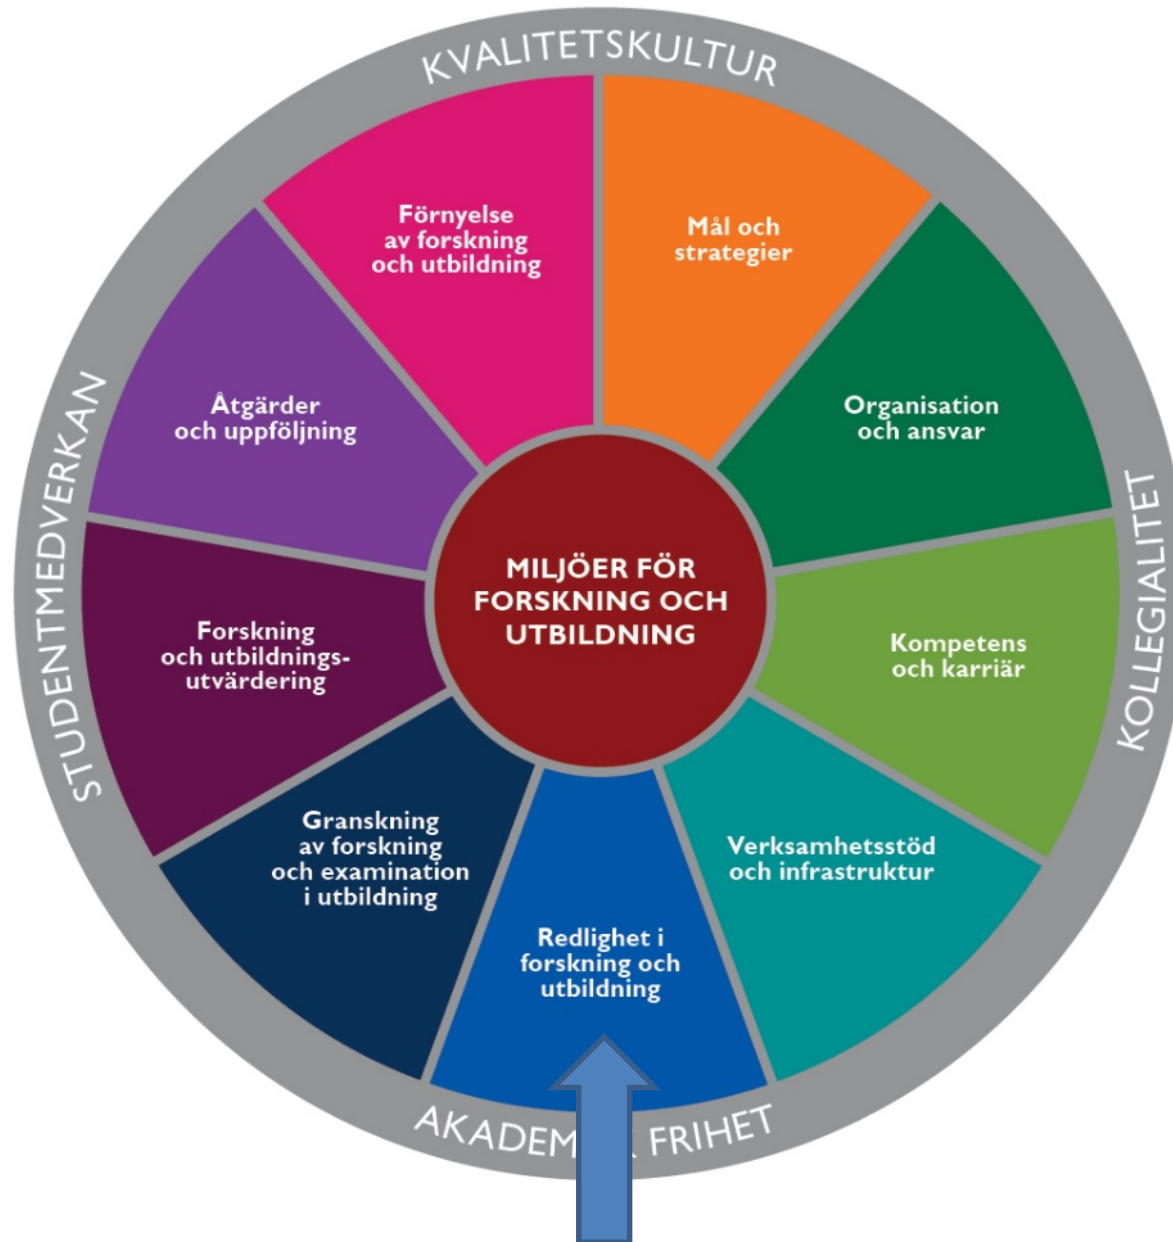 KVALITETSKULTUR
Förnyelse
av forskning
och utbildning
Mål och
strategier
Åtgärder
och uppföljning
Organisation
och ansvar
STUDENTMEDVERKAN
MILJÖER FÖR
FORSKNING OCH
UTBILDNING
KOLLEGIALITET
Forskning
och utbildnings-
utvärdering
Kompetens
och karriär
Granskning
av forskning
och examination
i utbildning
Verksamhetsstöd
och infrastruktur
Redlighet i
forskning och
utbildning
AKADEM FRIHET